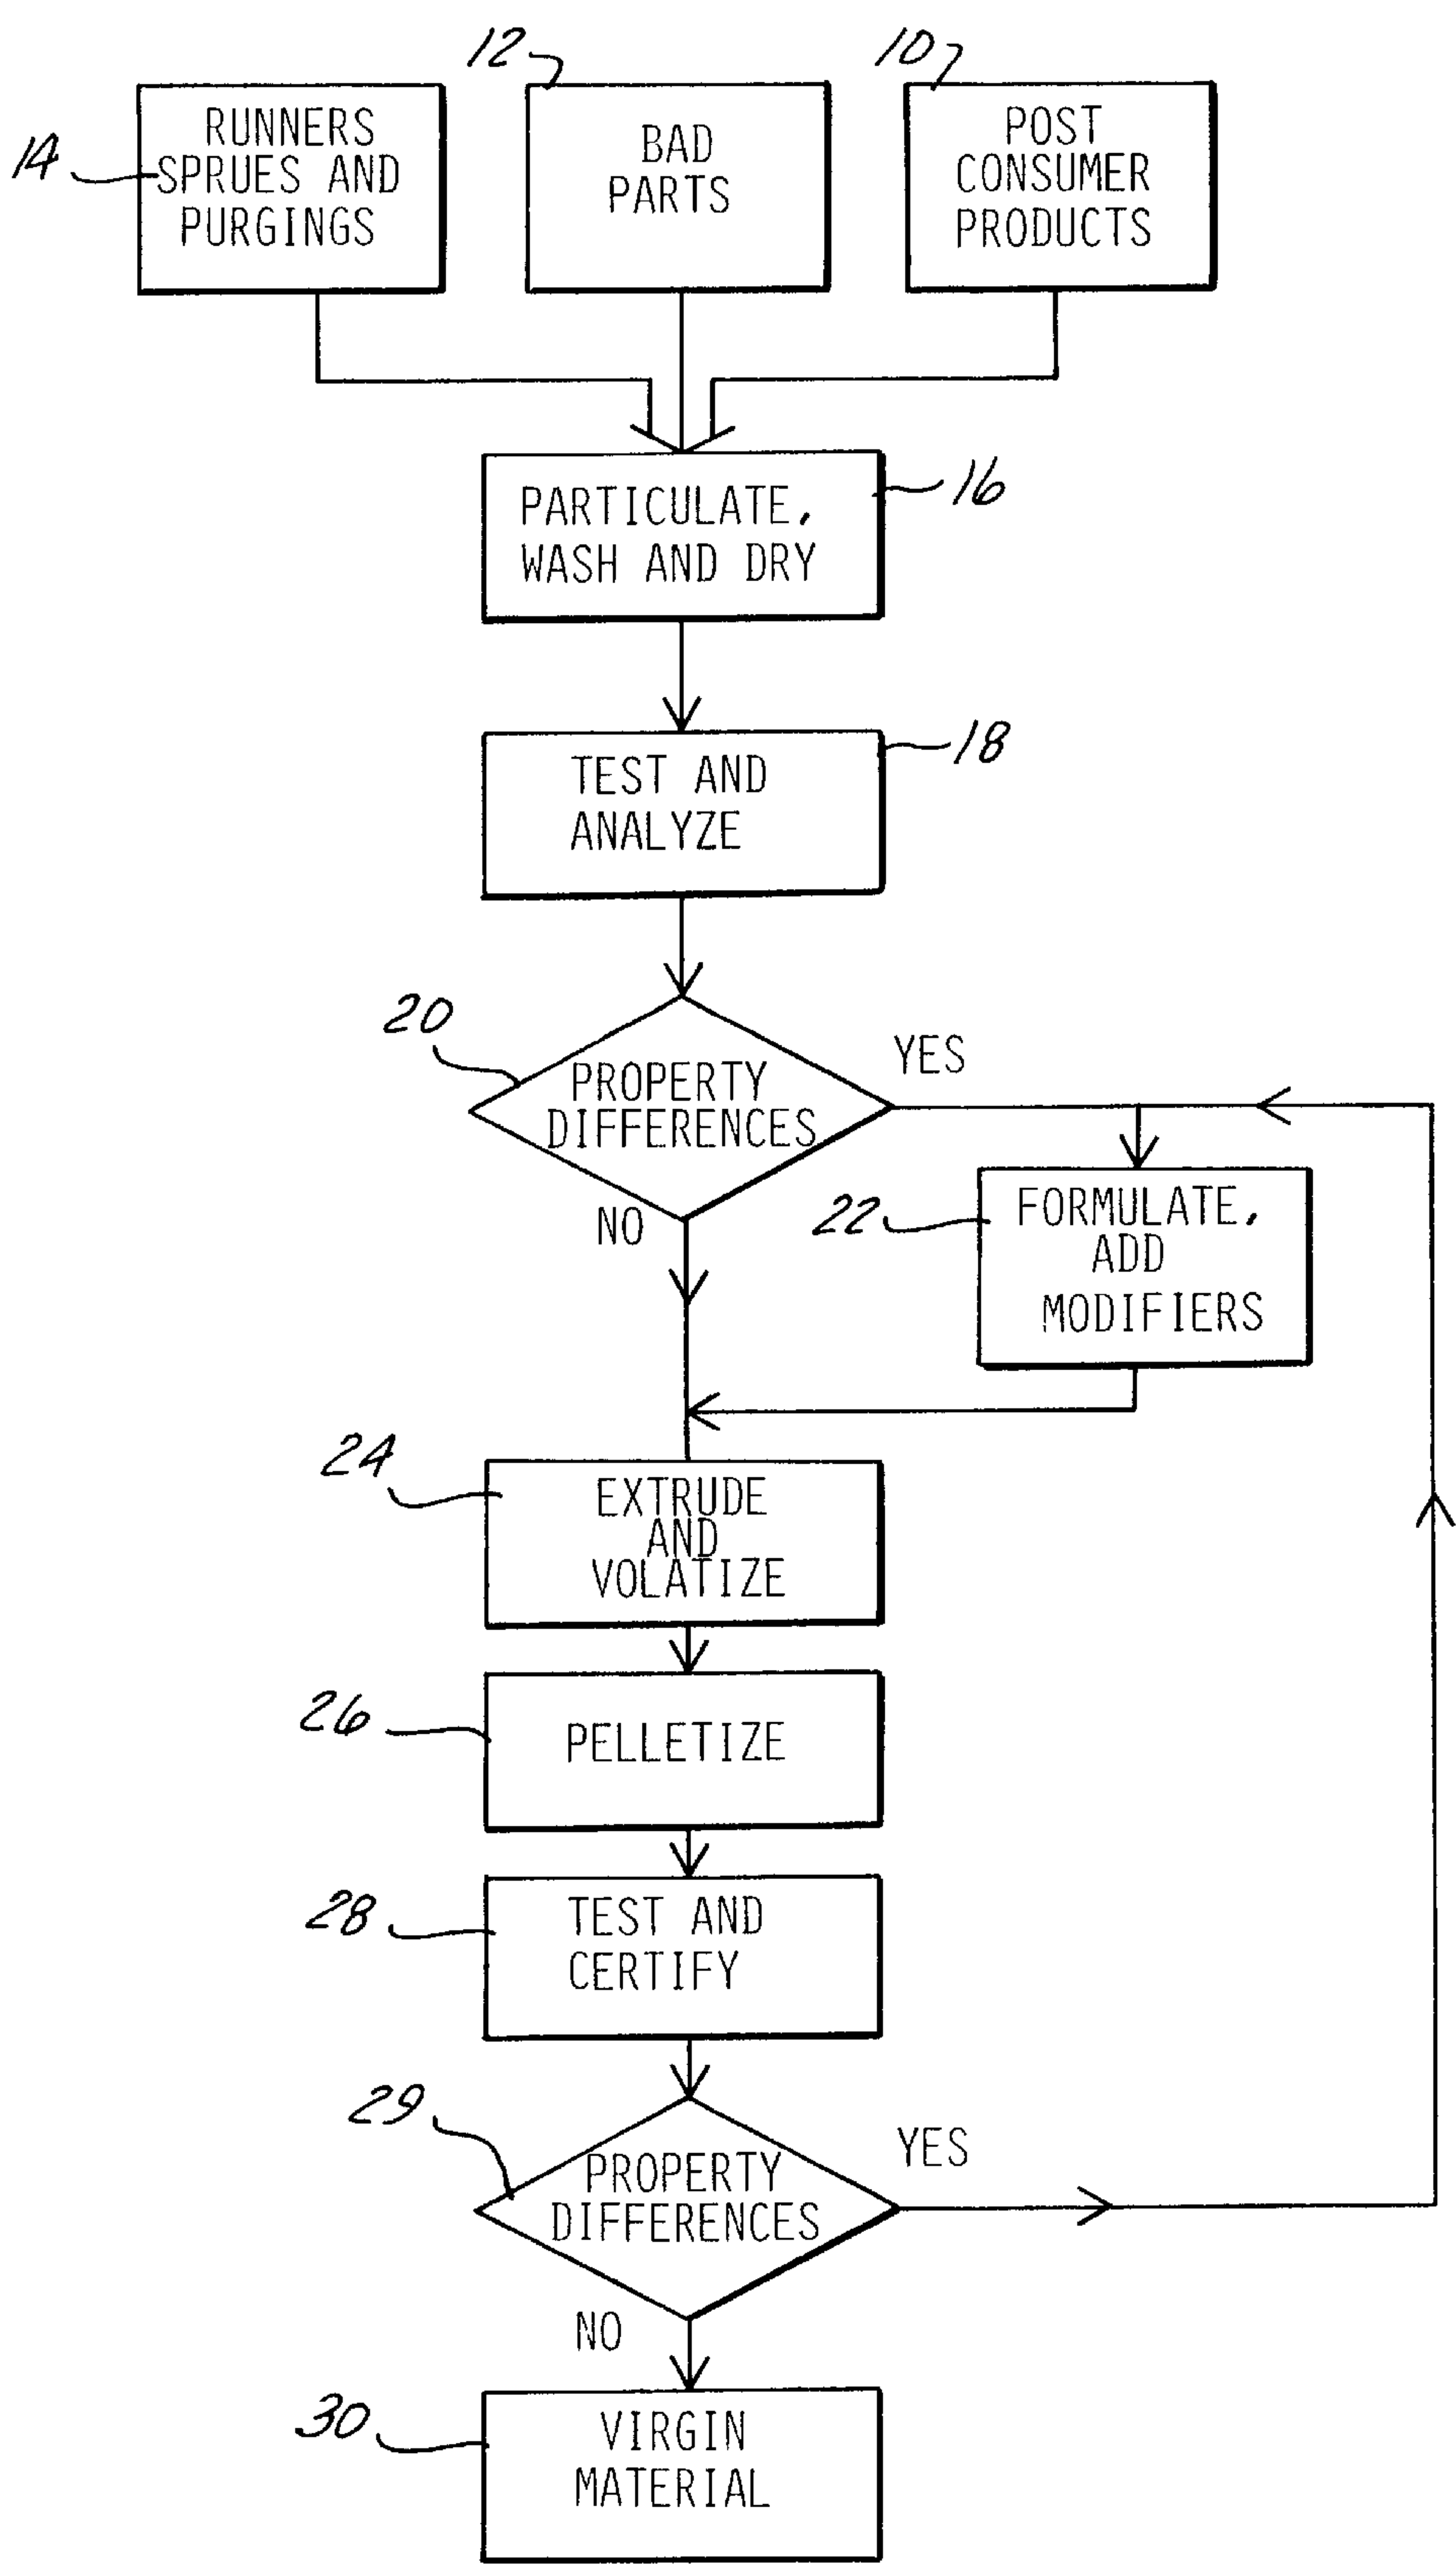 12
10
14
RUNNERS
SPRUES AND
PURGINGS
BAD
PARTS
POST
CONSUMER
PRODUCTS
PARTICULATE,
WASH AND DRY
16
TEST AND
ANALYZE
18
20
PROPERTY
DIFFERENCES
YES
NO
22
FORMULATE,
ADD
MODIFIERS
24
EXTRUDE
AND
VOLATIZE
26
PELLETIZE
28
TEST AND
CERTIFY
29
PROPERTY
DIFFERENCES
YES
NO
30
VIRGIN
MATERIAL